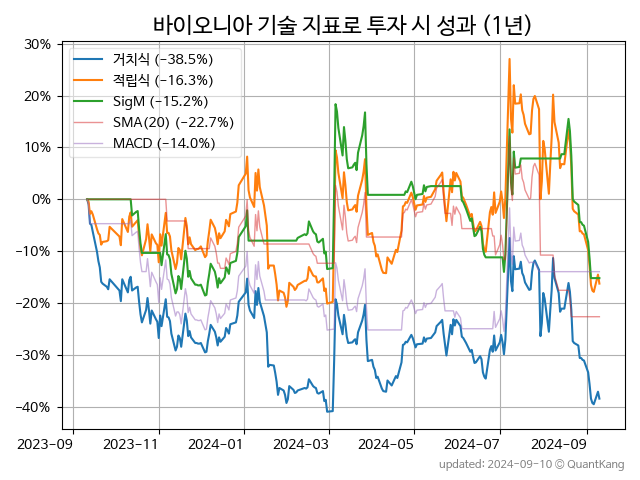 바이오니아 기술 지표로 투자 시 성과 (1년)
30%
20%
10%
0%
−10%
−20%
−30%
−40%
거치식 (−38.5%)
적립식 (−16.3%)
SigM (−15.2%)
SMA(20) (−22.7%)
MACD (−14.0%)
2023-09 2023-11 2024-01 2024-03 2024-05 2024-07 2024-09
updated: 2024-09-10 ⓒ QuantKang